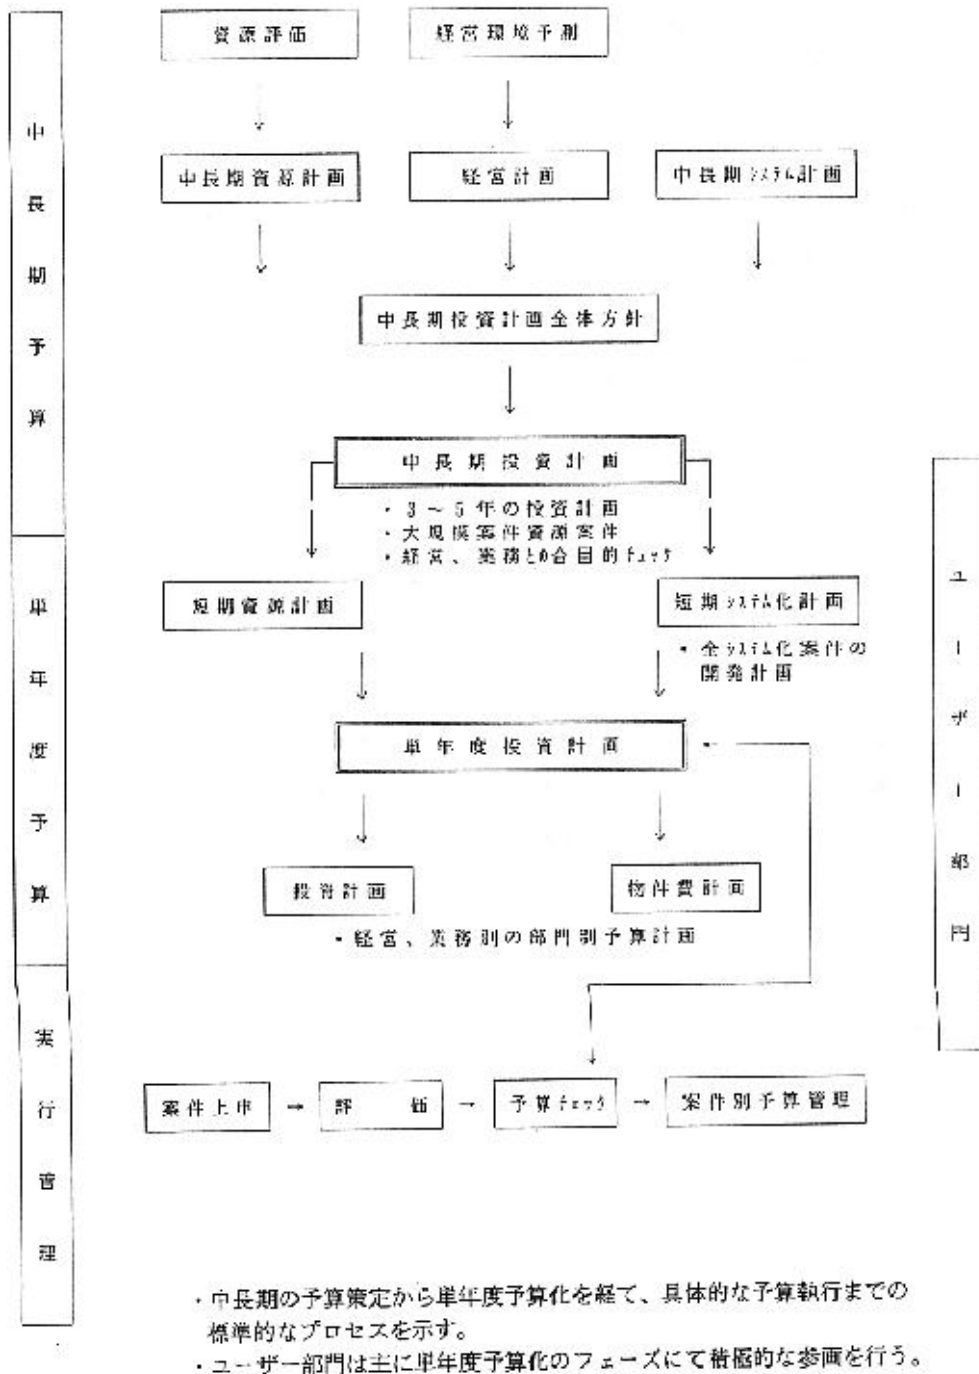 資源評価
経営環境予測
中長期予算
中長期資源計画
経営計画
中長期ｼｽﾃﾑ計画
中長期投資計画全体方針
中長期投資計画
・3～5年の投資計画
・大規模案件資源案件
・経営、業務との合目的ﾁｪｯｸ
単年度予算
ユーザー部門
短期資源計画
短期ｼｽﾃﾑ化計画
・全ｼｽﾃﾑ化案件の
開発計画
単年度投資計画
投資計画
物件費計画
・経営、業務別の部門別予算計画
実行管理
案件上申 → 評価 → 予算ﾁｪｯｸ → 案件別予算管理
・中長期の予算策定から単年度予算化を経て、具体的な予算執行までの
標準的なプロセスを示す。
・ユーザー部門は主に単年度予算化のフェーズにて積極的な参画を行う。